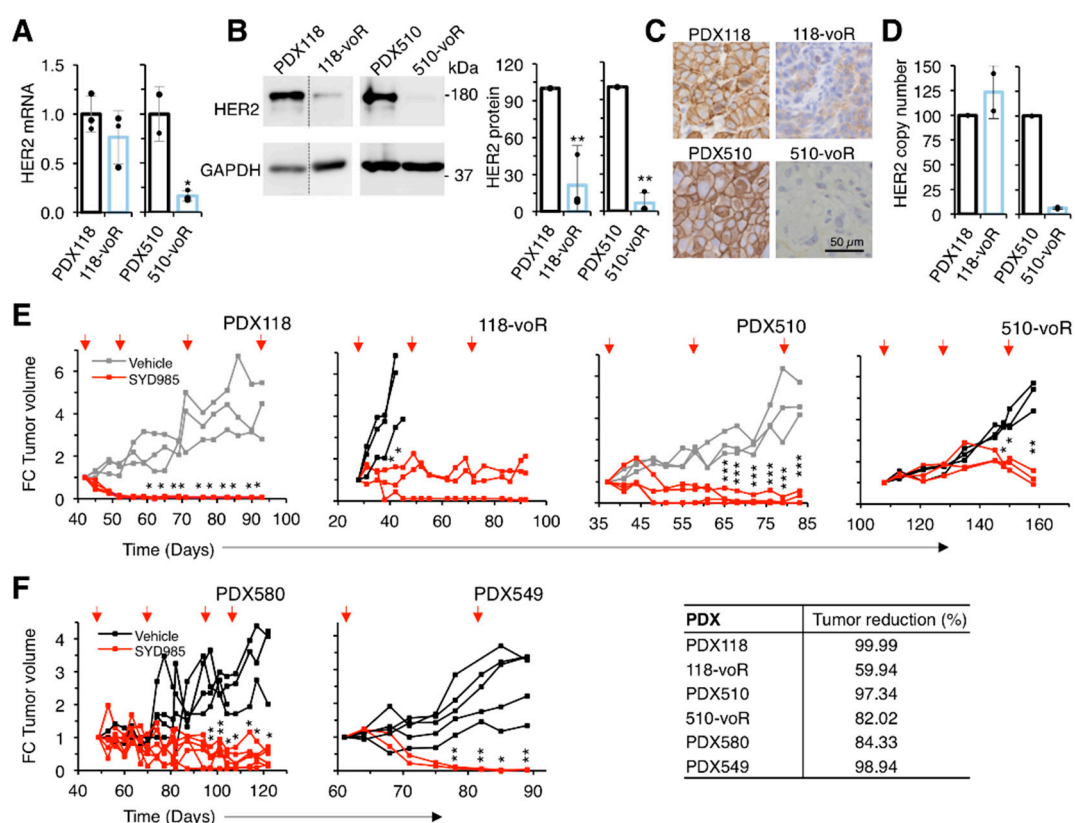 A
HER2 mRNA
1.5
1.0
0.5
0.0
*
PDX118
118-voR
PDX510
510-voR
B
PDX118
118-voR
PDX510
510-voR
kDa
HER2
-180
GAPDH
- 37
HER2 protein
120
90
60
30
0
**
**
PDX118
118-voR
PDX510
510-voR
C
PDX118
118-voR
PDX510
510-voR
50 µm
D
HER2 copy number
150
125
100
75
50
25
0
PDX118
118-voR
PDX510
510-voR
E
FC Tumor volume
PDX118
Vehicle
SYD985
6
4
2
0
** ** *** ** **
40 50 60 70 80 90 100
118-voR
* *
20 40 60 80 100
PDX510
*** **** *** **** ***
35 45 55 65 75 85
510-voR
* * **
100 120 140 160
Time (Days)
F
FC Tumor volume
PDX580
Vehicle
SYD985
4
3
2
1
0
40 60 80 100 120
PDX549
** ** * **
60 70 80 90
Time (Days)
PDX Tumor reduction (%)
PDX118 99.99
118-voR 59.94
PDX510 97.34
510-voR 82.02
PDX580 84.33
PDX549 98.94